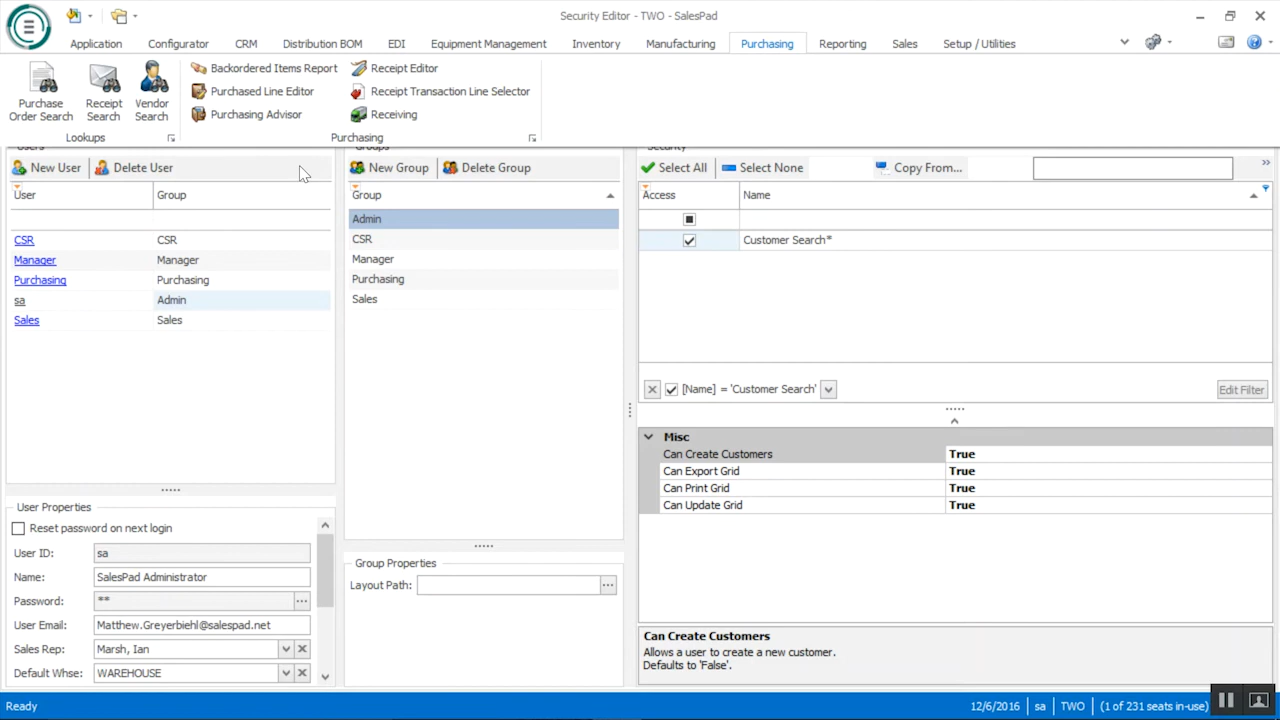 Security Editor - TWO - SalesPad
Application Configurator CRM Distribution BOM EDI Equipment Management Inventory Manufacturing Purchasing Reporting Sales Setup / Utilities
Purchase Order Search
Receipt Search
Vendor Search
Lookups
Backordered Items Report
Purchased Line Editor
Purchasing Advisor
Receipt Editor
Receipt Transaction Line Selector
Receiving
Purchasing
Users
New User Delete User
User Group
CSR CSR
Manager Manager
Purchasing Purchasing
sa Admin
Sales Sales
User Properties
Reset password on next login
User ID: sa
Name: SalesPad Administrator
Password: **
User Email: Matthew.Greyerbiehl@salespad.net
Sales Rep: Marsh, Ian
Default Whse: WAREHOUSE
Groups
New Group Delete Group
Group
Admin
CSR
Manager
Purchasing
Sales
Group Properties
Layout Path:
Security
Select All Select None Copy From...
Access Name
Customer Search*
[Name] = 'Customer Search' Edit Filter
Misc
Can Create Customers True
Can Export Grid True
Can Print Grid True
Can Update Grid True
Can Create Customers
Allows a user to create a new customer.
Defaults to 'False'.
Ready 12/6/2016 sa TWO (1 of 231 seats in-use)